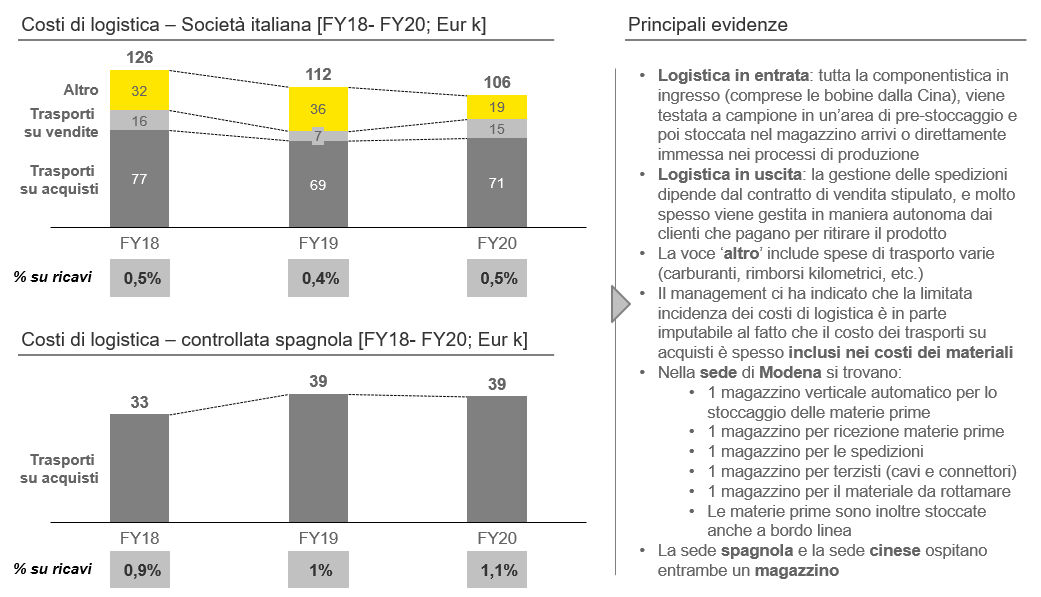 Costi di logistica – Società italiana [FY18- FY20; Eur k]
126
112
106
Altro
32
36
19
Trasporti
su vendite
16
7
15
Trasporti
su acquisti
77
69
71
FY18
FY19
FY20
% su ricavi
0,5%
0,4%
0,5%
Costi di logistica – controllata spagnola [FY18- FY20; Eur k]
33
39
39
Trasporti
su acquisti
FY18
FY19
FY20
% su ricavi
0,9%
1%
1,1%
Principali evidenze
• Logistica in entrata: tutta la componentistica in
ingresso (comprese le bobine dalla Cina), viene
testata a campione in un’area di pre-stoccaggio e
poi stoccata nel magazzino arrivi o direttamente
immessa nei processi di produzione
• Logistica in uscita: la gestione delle spedizioni
dipende dal contratto di vendita stipulato, e molto
spesso viene gestita in maniera autonoma dai
clienti che pagano per ritirare il prodotto
• La voce ‘altro’ include spese di trasporto varie
(carburanti, rimborsi kilometrici, etc.)
• Il management ci ha indicato che la limitata
incidenza dei costi di logistica è in parte
imputabile al fatto che il costo dei trasporti su
acquisti è spesso inclusi nei costi dei materiali
• Nella sede di Modena si trovano:
• 1 magazzino verticale automatico per lo
stoccaggio delle materie prime
• 1 magazzino per ricezione materie prime
• 1 magazzino per le spedizioni
• 1 magazzino per terzisti (cavi e connettori)
• 1 magazzino per il materiale da rottamare
• Le materie prime sono inoltre stoccate
anche a bordo linea
• La sede spagnola e la sede cinese ospitano
entrambe un magazzino